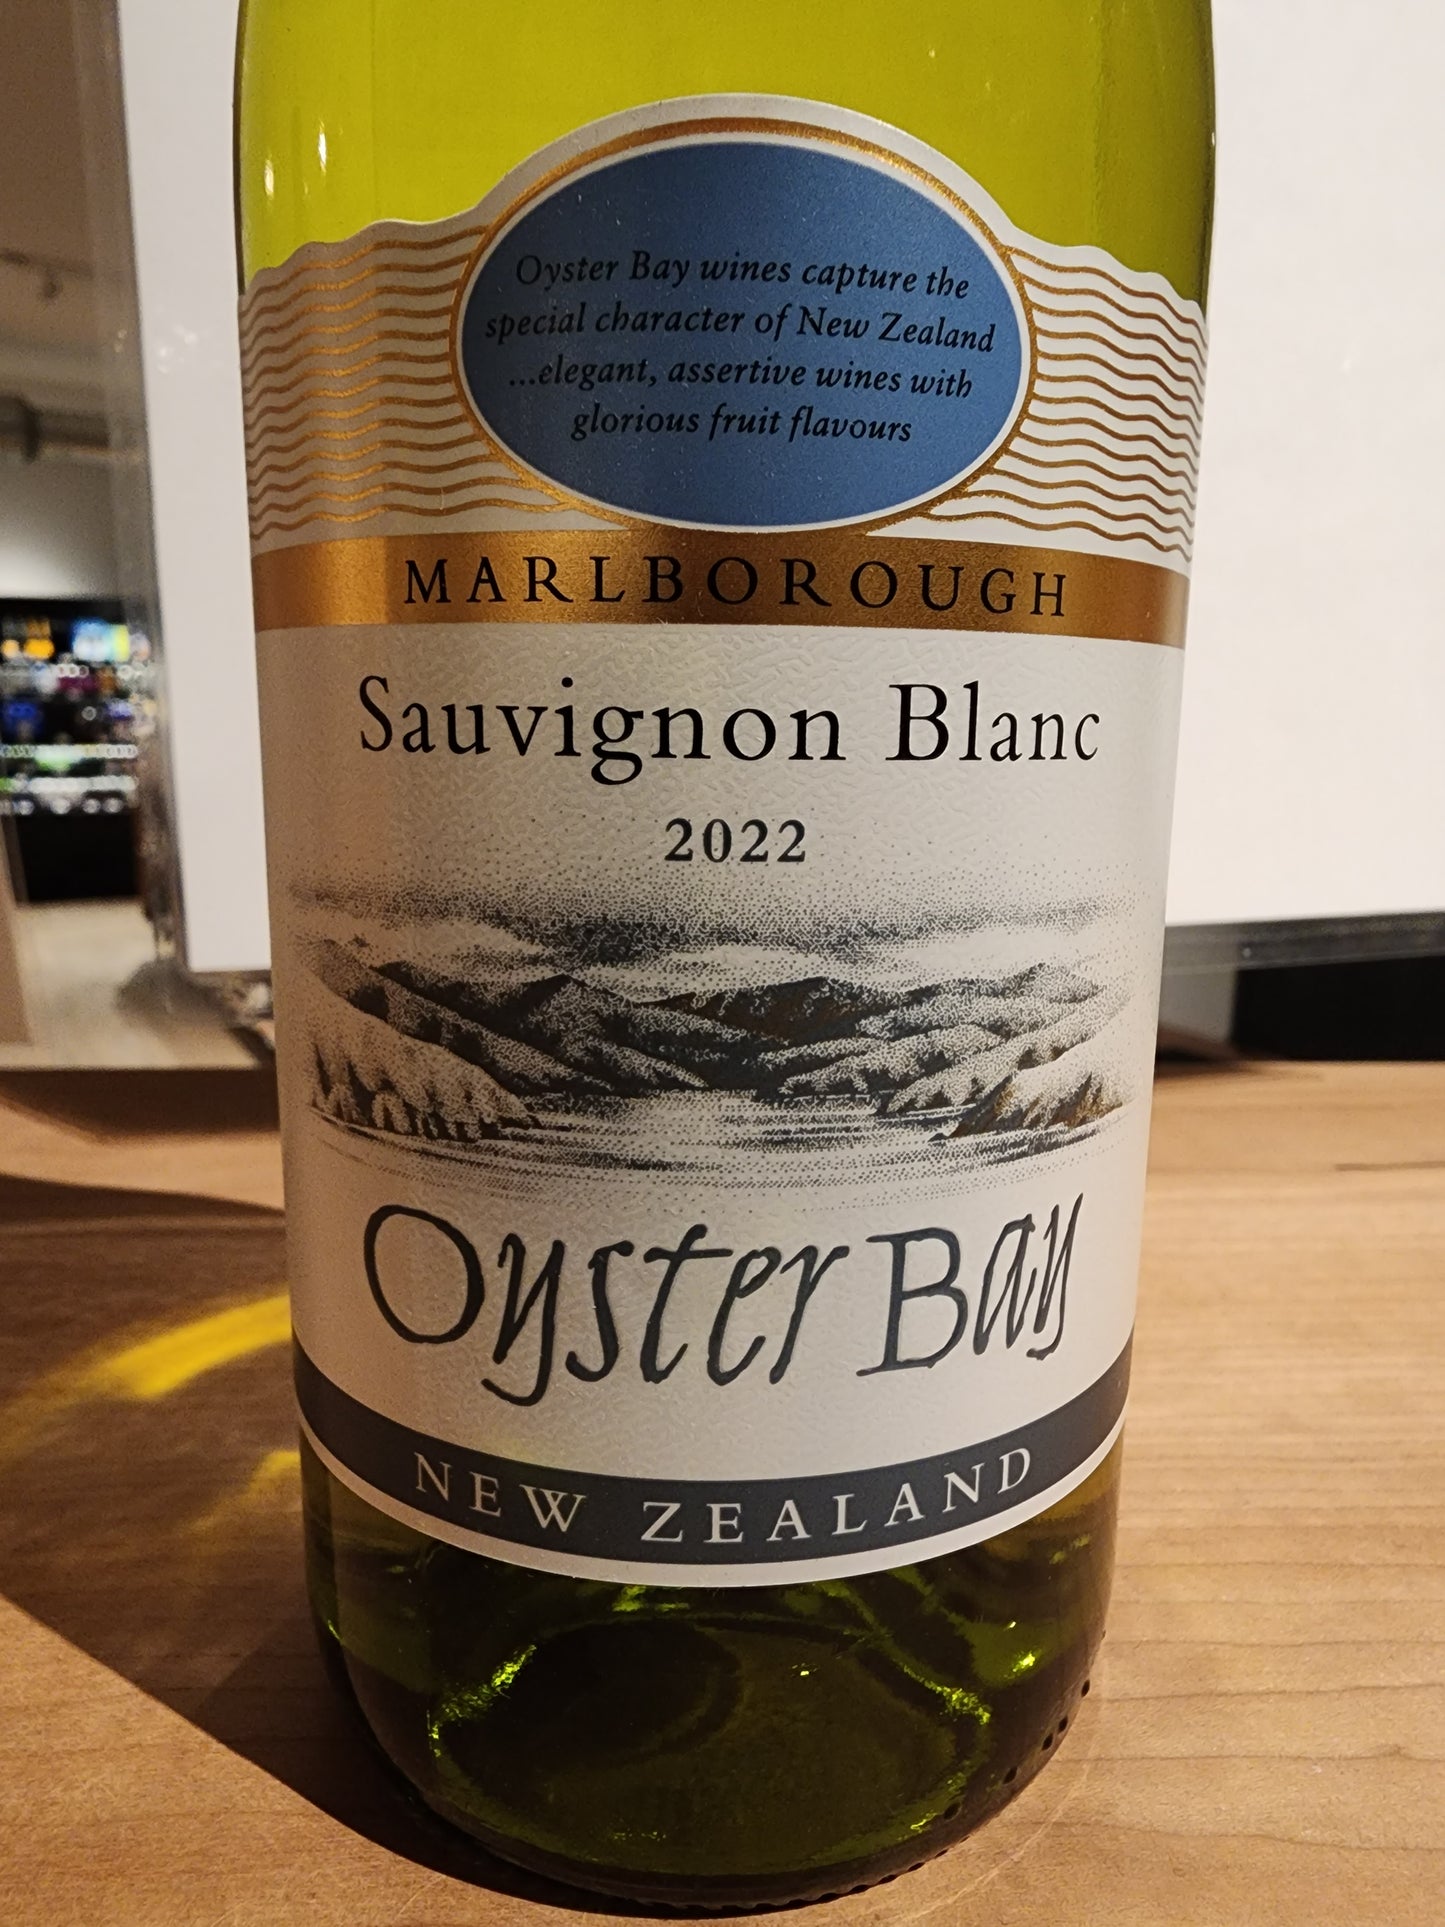 Oyster Bay wines capture the
special character of New Zealand
...elegant, assertive wines with
glorious fruit flavours
MARLBOROUGH
Sauvignon Blanc
2022
Oyster Bay
NEW ZEALAND